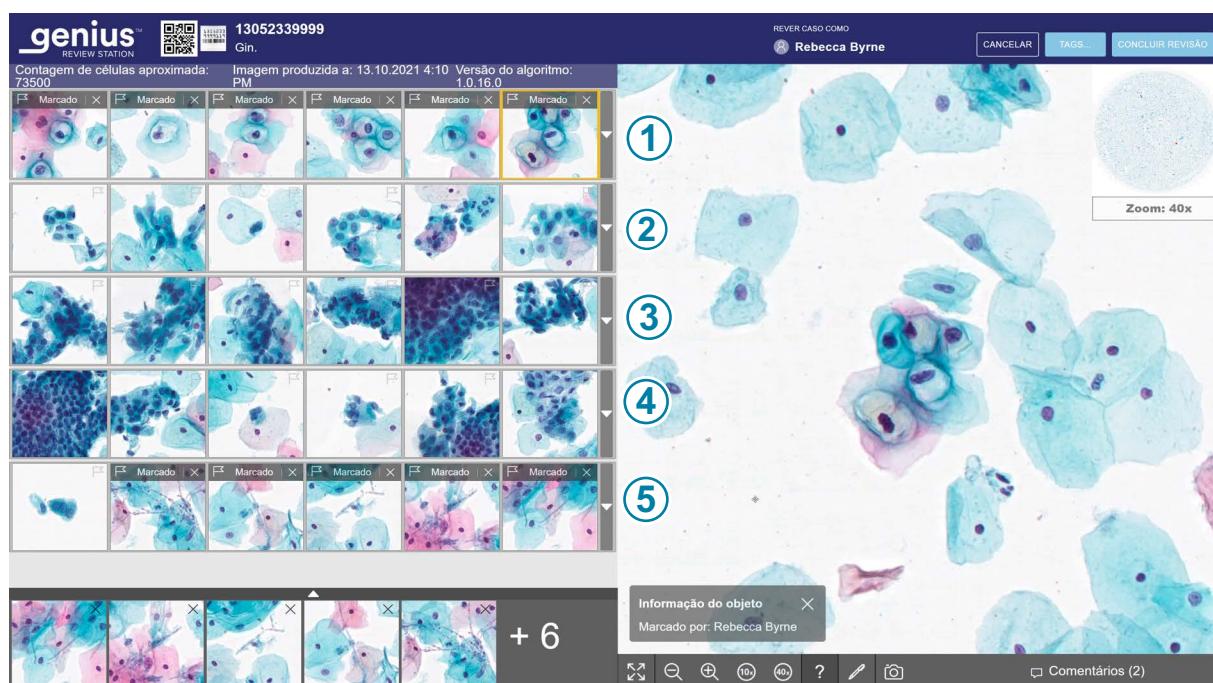 genius™
REVIEW STATION
13052339999
Gin.
REVER CASO COMO
Rebecca Byrne
CANCELAR
TAGS...
CONCLUIR REVISÃO
Contagem de células aproximada:
73500
Imagem produzida a: 13.10.2021 4:10
PM
Versão do algoritmo:
1.0.16.0
Marcado
Marcado
Marcado
Marcado
Marcado
Marcado
1
2
3
4
5
Zoom: 40x
Marcado
Marcado
Marcado
Marcado
Marcado
+ 6
Informação do objeto
Marcado por: Rebecca Byrne
10x
40x
?
Comentários (2)